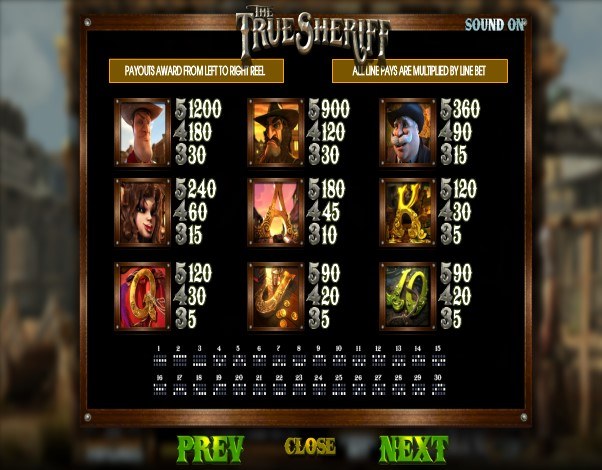 THE
TRUE SHERIFF
SOUND ON
PAYOUTS AWARD FROM LEFT TO RIGHT REEL
ALL LINE PAYS ARE MULTIPLIED BY LINE BET
5 1200 5 900 5 360
4 180 4 120 4 90
3 30 3 30 3 15
5 240 A 5 180 K 5 120
4 60 4 45 4 30
3 15 3 10 3 5
Q 5 120 J 5 90 10 5 90
4 30 4 20 4 20
3 5 3 5 3 5
1 2 3 4 5 6 7 8 9 10 11 12 13 14 15
16 17 18 19 20 21 22 23 24 25 26 27 28 29 30
PREV CLOSE NEXT